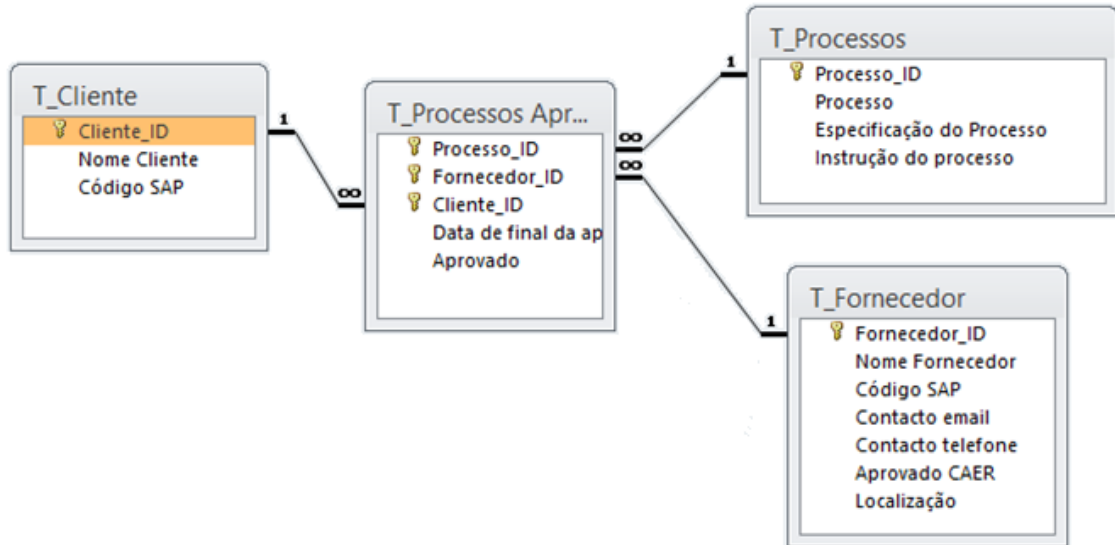 T_Cliente
Cliente_ID
Nome Cliente
Código SAP
1
∞
T_Processos Apr...
Processo_ID
Fornecedor_ID
Cliente_ID
Data de final da ap
Aprovado
∞
∞
1
T_Processos
Processo_ID
Processo
Especificação do Processo
Instrução do processo
1
T_Fornecedor
Fornecedor_ID
Nome Fornecedor
Código SAP
Contacto email
Contacto telefone
Aprovado CAER
Localização